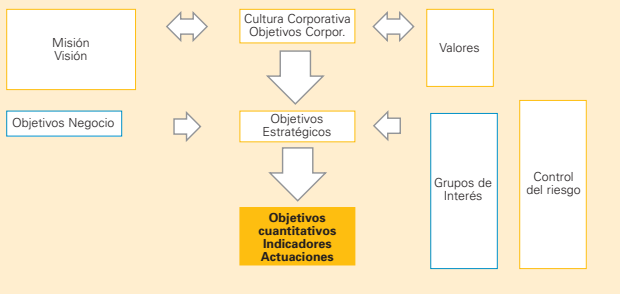 Misión
Visión
Cultura Corporativa
Objetivos Corpor.
Valores
Objetivos Negocio
Objetivos
Estratégicos
Grupos de
Interés
Control
del riesgo
Objetivos
cuantitativos
Indicadores
Actuaciones